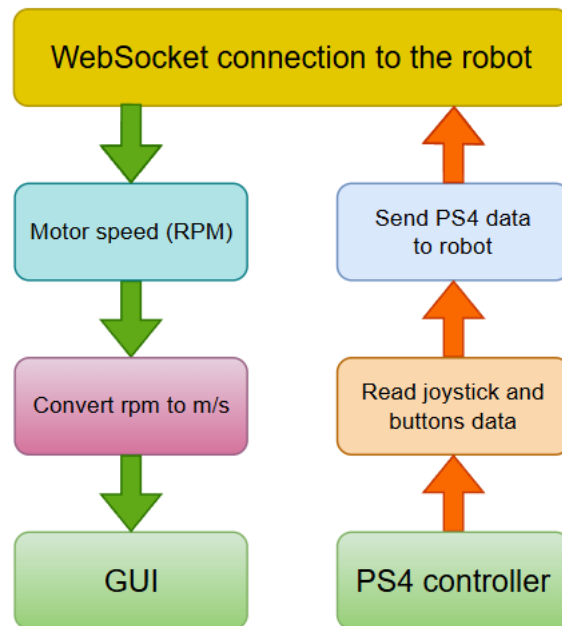 WebSocket connection to the robot
Motor speed (RPM)
Send PS4 data
to robot
Convert rpm to m/s
Read joystick and
buttons data
GUI
PS4 controller